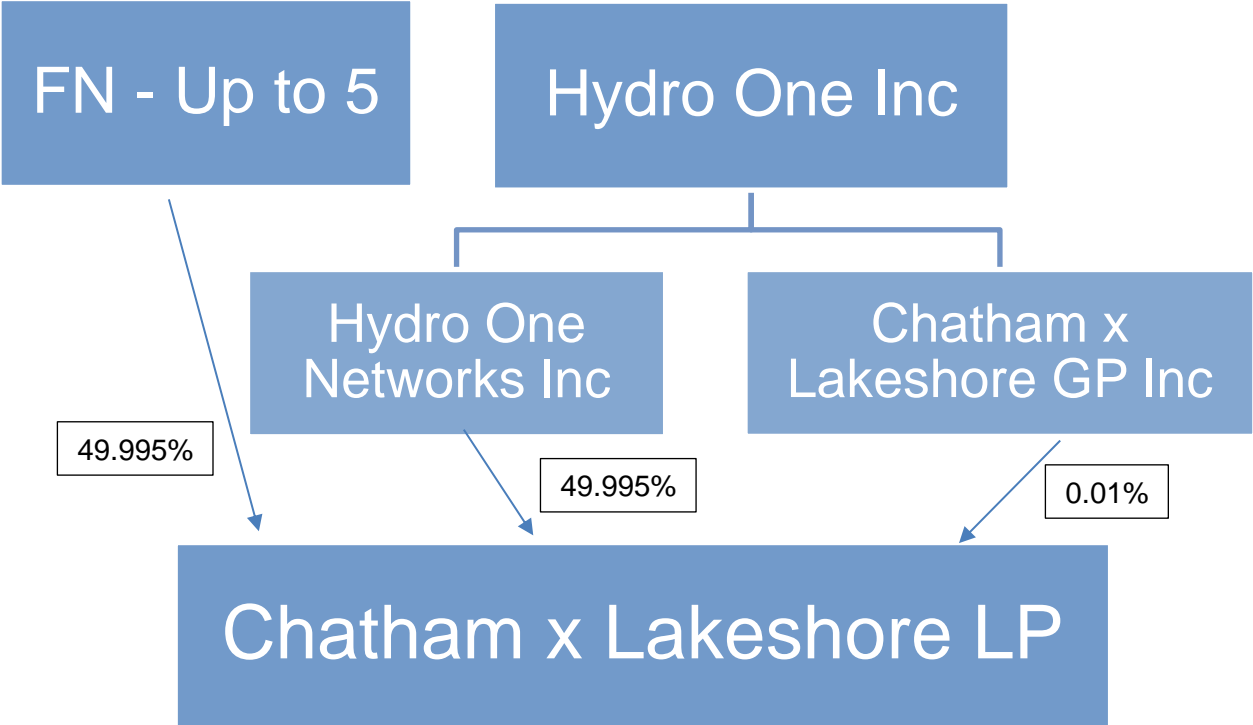 FN - Up to 5
Hydro One Inc
Hydro One
Networks Inc
Chatham x
Lakeshore GP Inc
49.995%
49.995%
0.01%
Chatham x Lakeshore LP